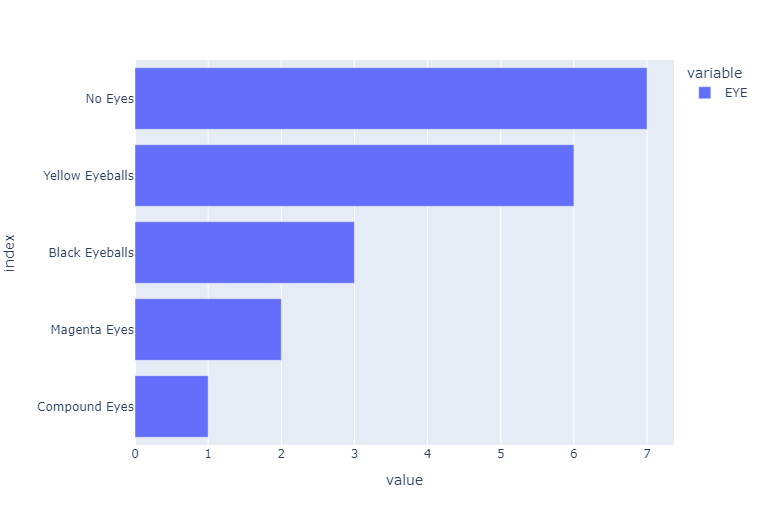 variable
EYE
No Eyes
Yellow Eyeballs
Black Eyeballs
Magenta Eyes
Compound Eyes
index
0 1 2 3 4 5 6 7
value